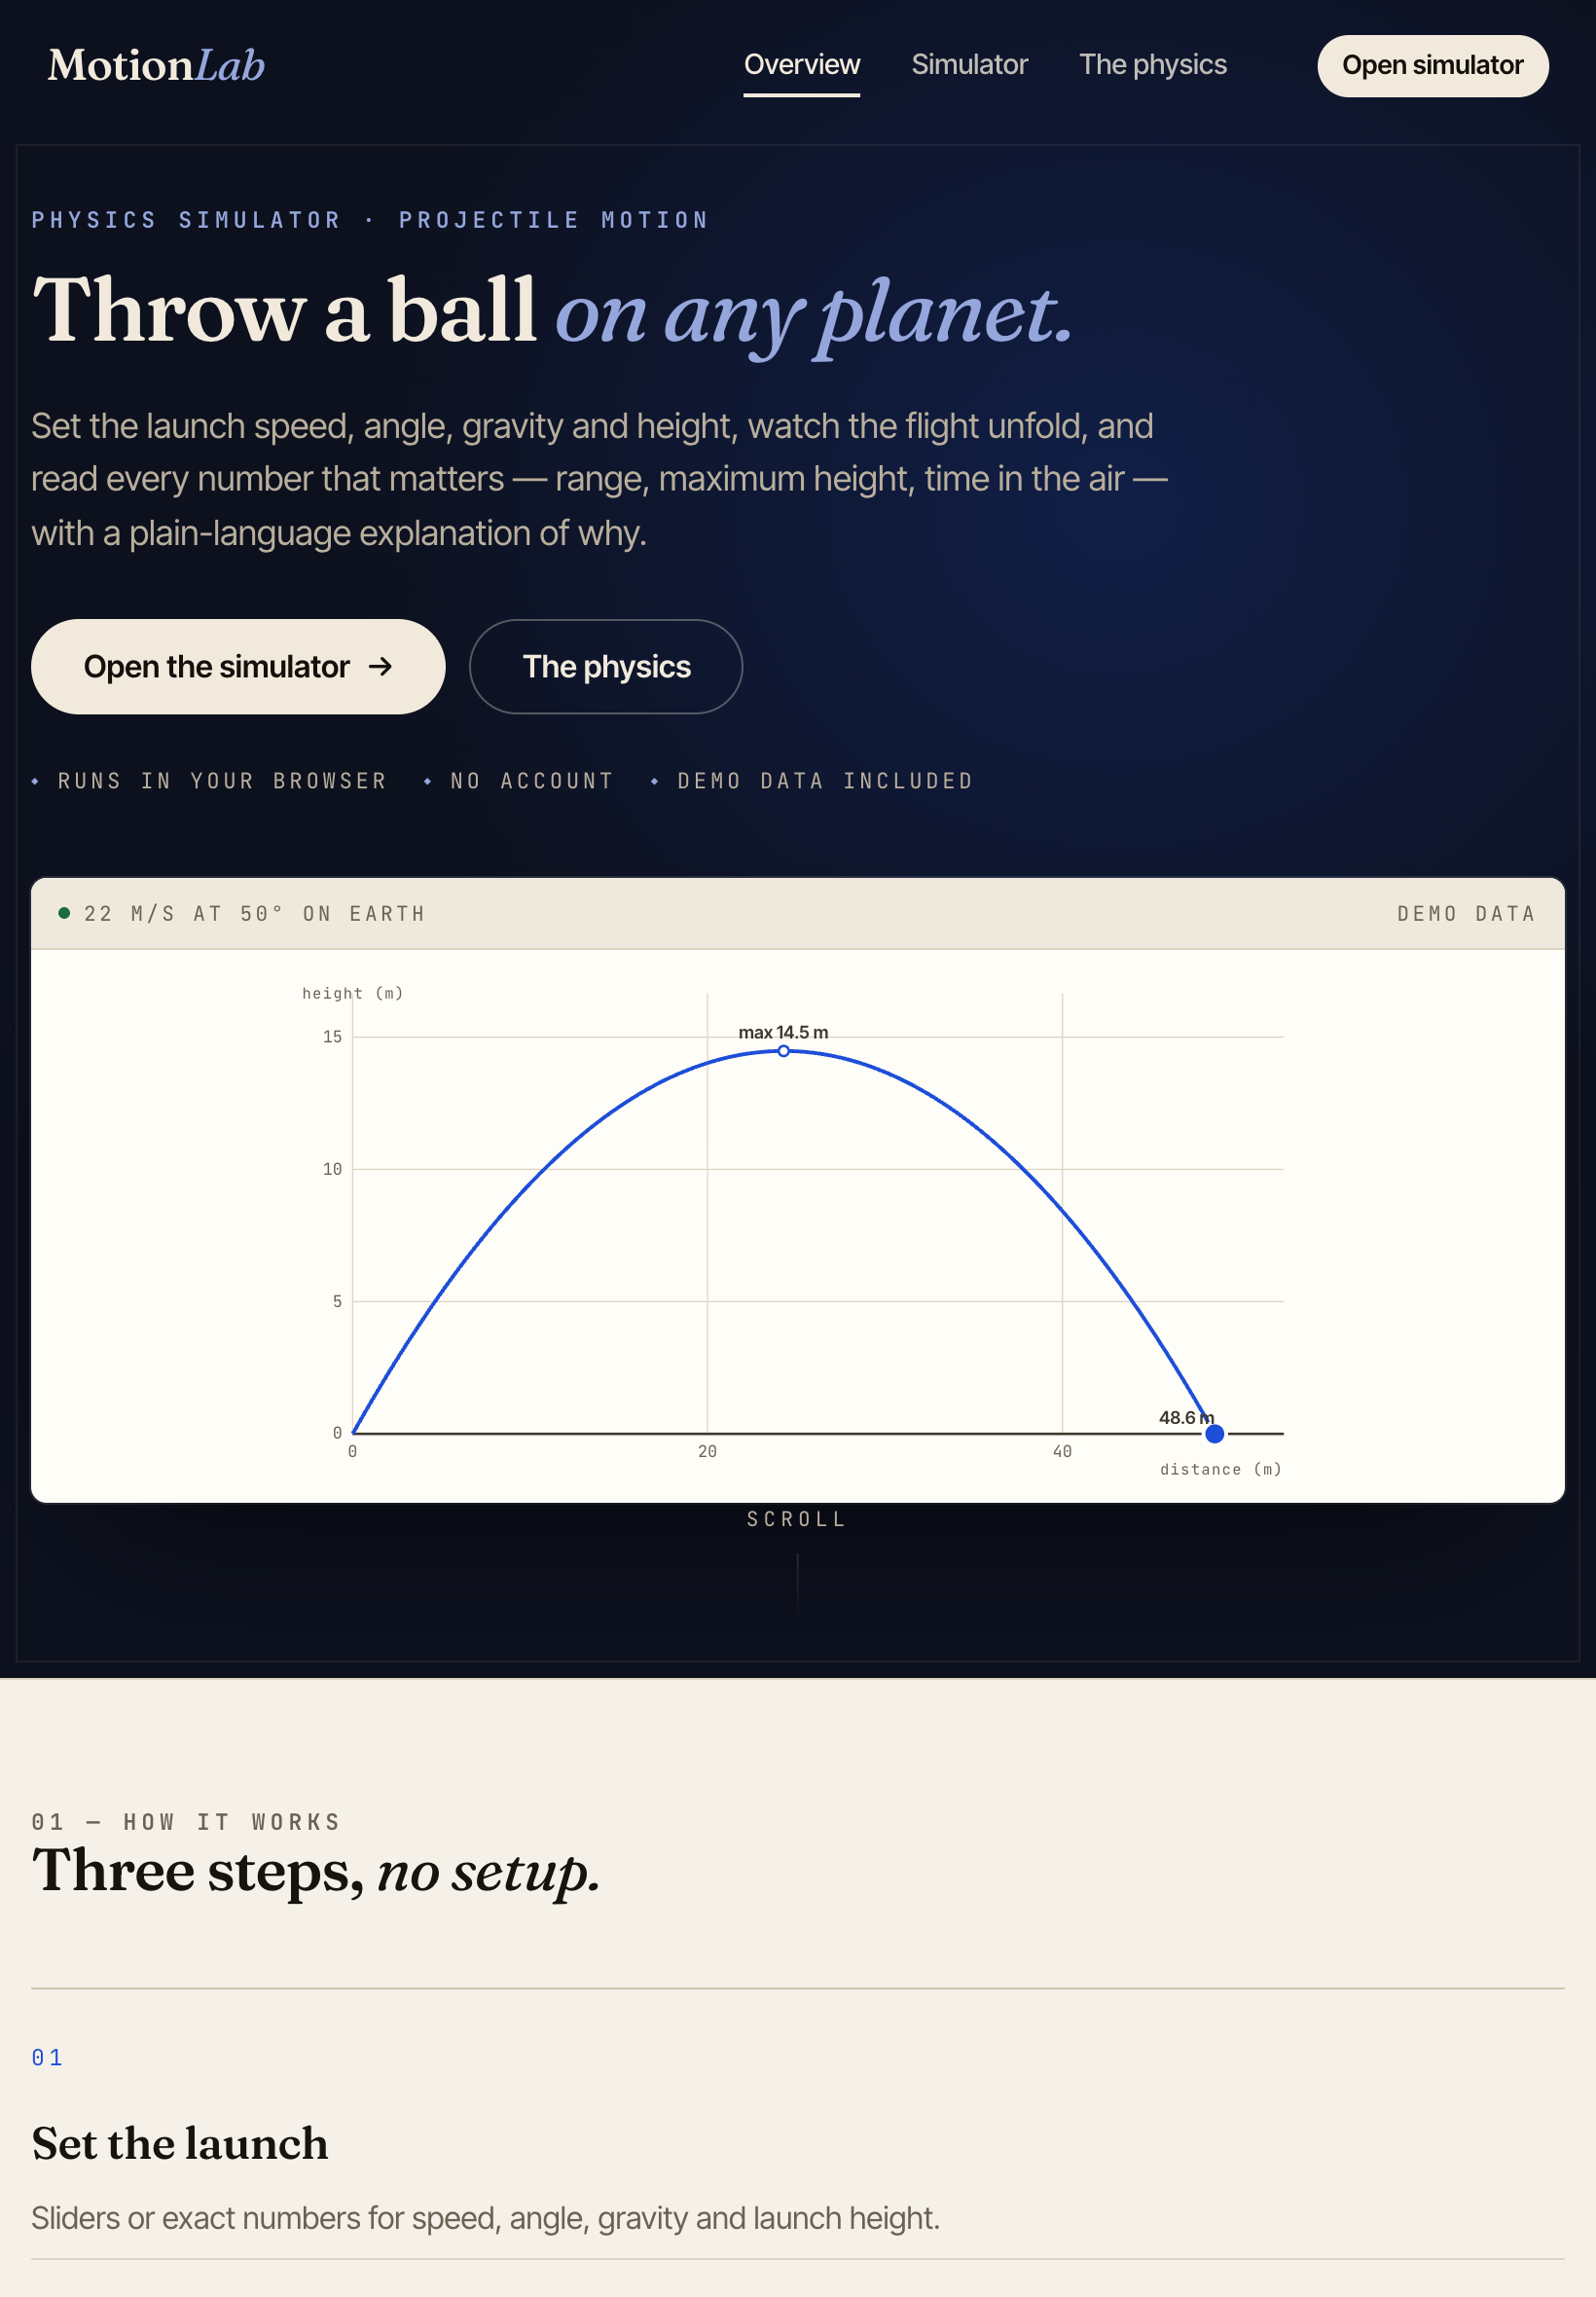 MotionLab
Overview
Simulator
The physics
Open simulator
PHYSICS SIMULATOR · PROJECTILE MOTION
Throw a ball on any planet.
Set the launch speed, angle, gravity and height, watch the flight unfold, and
read every number that matters — range, maximum height, time in the air —
with a plain-language explanation of why.
Open the simulator →
The physics
RUNS IN YOUR BROWSER
NO ACCOUNT
DEMO DATA INCLUDED
22 M/S AT 50° ON EARTH
DEMO DATA
height (m)
15
max 14.5 m
10
5
48.6 m
0
0
20
40
distance (m)
SCROLL
01 — HOW IT WORKS
Three steps, no setup.
01
Set the launch
Sliders or exact numbers for speed, angle, gravity and launch height.